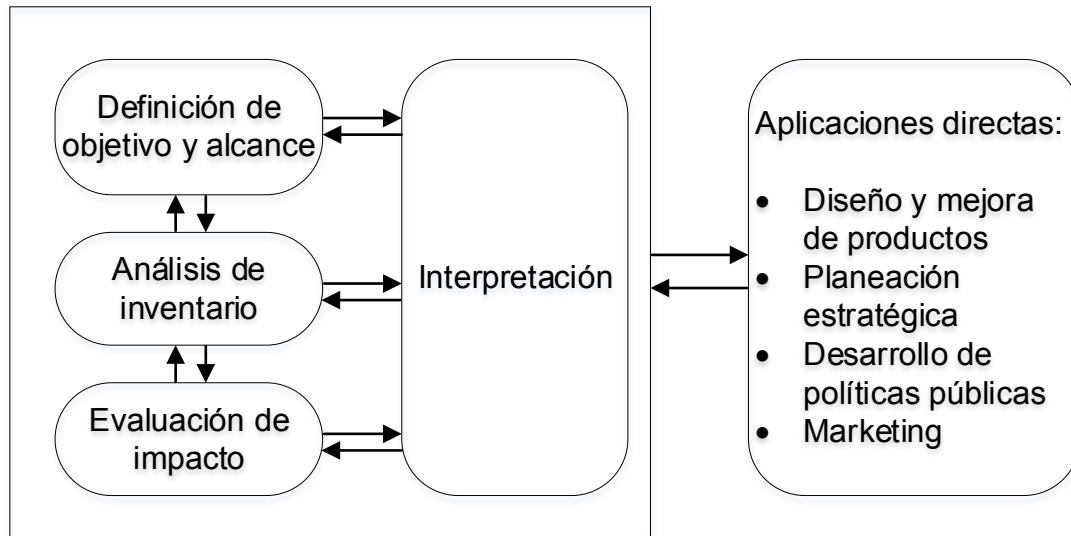 Definición de
objetivo y alcance
Análisis de
inventario
Evaluación de
impacto
Interpretación
Aplicaciones directas:
• Diseño y mejora
de productos
• Planeación
estratégica
• Desarrollo de
políticas públicas
• Marketing